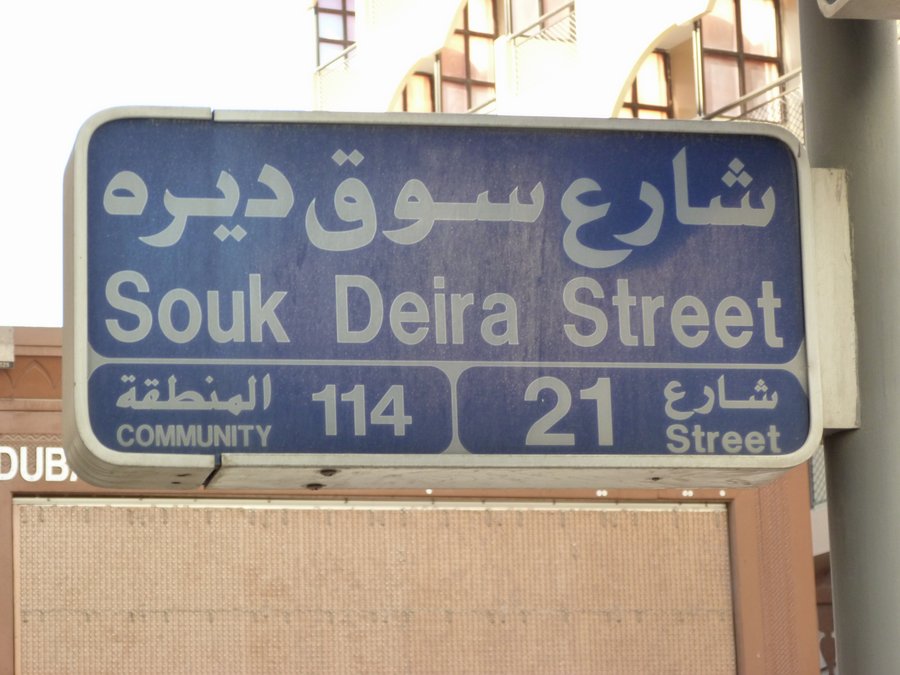 شارع سوق ديره
Souk Deira Street
المنطقة
COMMUNITY
114
21
شارع
Street